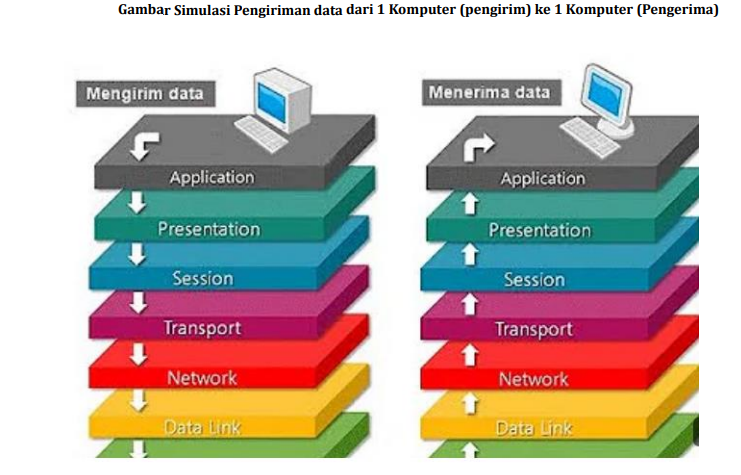 Gambar Simulasi Pengiriman data dari 1 Komputer (pengirim) ke 1 Komputer (Pengerima)
Mengirim data
Application
Presentation
Session
Transport
Network
Data Link
Menerima data
Application
Presentation
Session
Transport
Network
Data Link